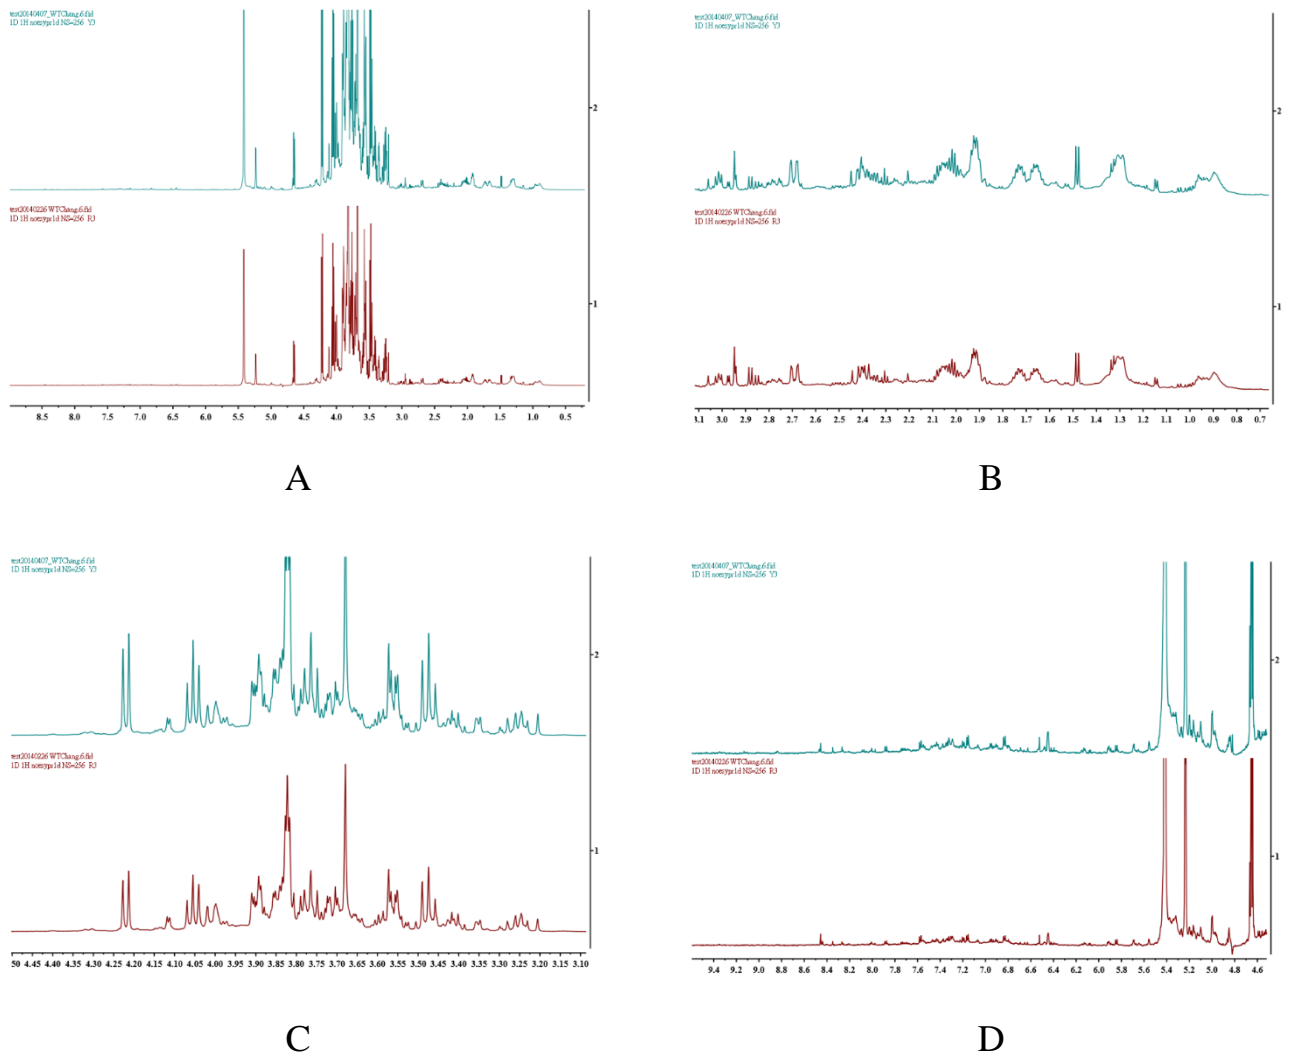 test20140407_WTChang.6.fid
1D 1H noesypr1d NS=256 Y3
2
test20140226 WTChang.6.fid
1D 1H noesypr1d NS=256 R3
1
8.5 8.0 7.5 7.0 6.5 6.0 5.5 5.0 4.5 4.0 3.5 3.0 2.5 2.0 1.5 1.0 0.5
A
test20140407_WTChang.6.fid
1D 1H noesypr1d NS=256 Y3
2
test20140226 WTChang.6.fid
1D 1H noesypr1d NS=256 R3
1
3.1 3.0 2.9 2.8 2.7 2.6 2.5 2.4 2.3 2.2 2.1 2.0 1.9 1.8 1.7 1.6 1.5 1.4 1.3 1.2 1.1 1.0 0.9 0.8 0.7
B
test20140407_WTChang.6.fid
1D 1H noesypr1d NS=256 Y3
2
test20140226 WTChang.6.fid
1D 1H noesypr1d NS=256 R3
1
50 4.45 4.40 4.35 4.30 4.25 4.20 4.15 4.10 4.05 4.00 3.95 3.90 3.85 3.80 3.75 3.70 3.65 3.60 3.55 3.50 3.45 3.40 3.35 3.30 3.25 3.20 3.15 3.10
C
test20140407_WTChang.6.fid
1D 1H noesypr1d NS=256 Y3
2
test20140226 WTChang.6.fid
1D 1H noesypr1d NS=256 R3
1
9.4 9.2 9.0 8.8 8.6 8.4 8.2 8.0 7.8 7.6 7.4 7.2 7.0 6.8 6.6 6.4 6.2 6.0 5.8 5.6 5.4 5.2 5.0 4.8 4.6
D